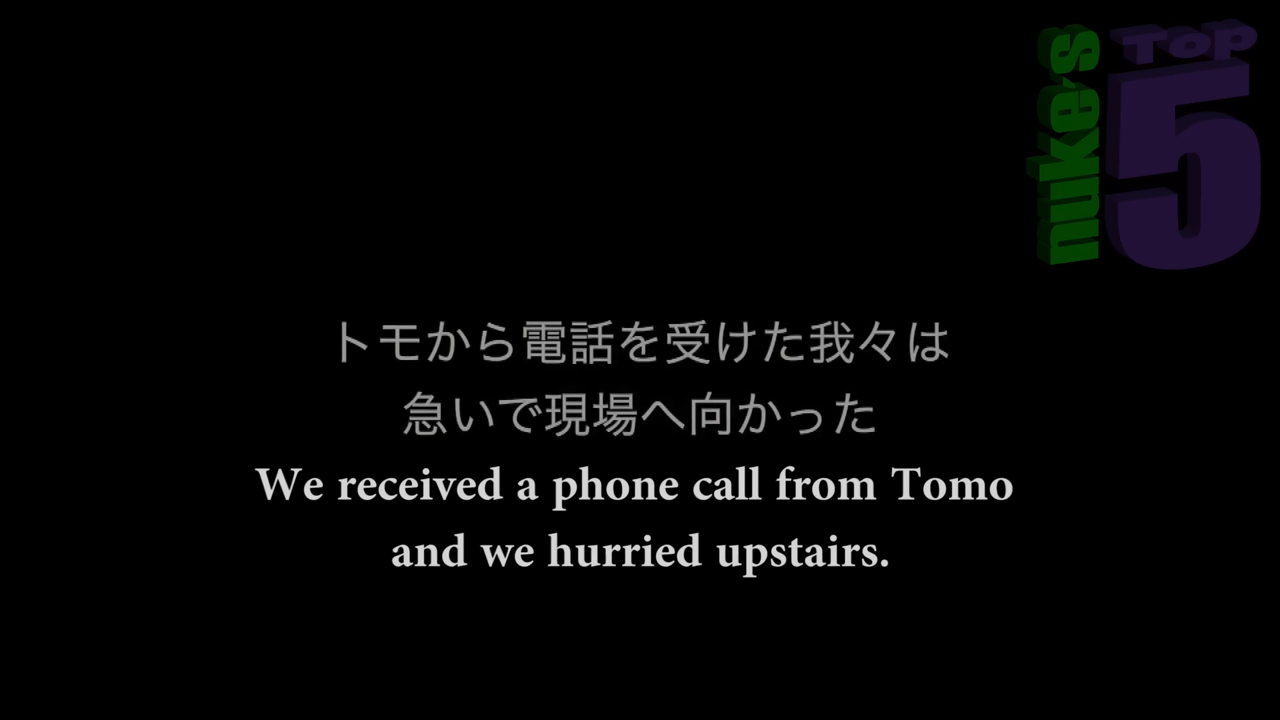 nuke's
Top
5
トモから電話を受けた我々は
急いで現場へ向かった
We received a phone call from Tomo
and we hurried upstairs.